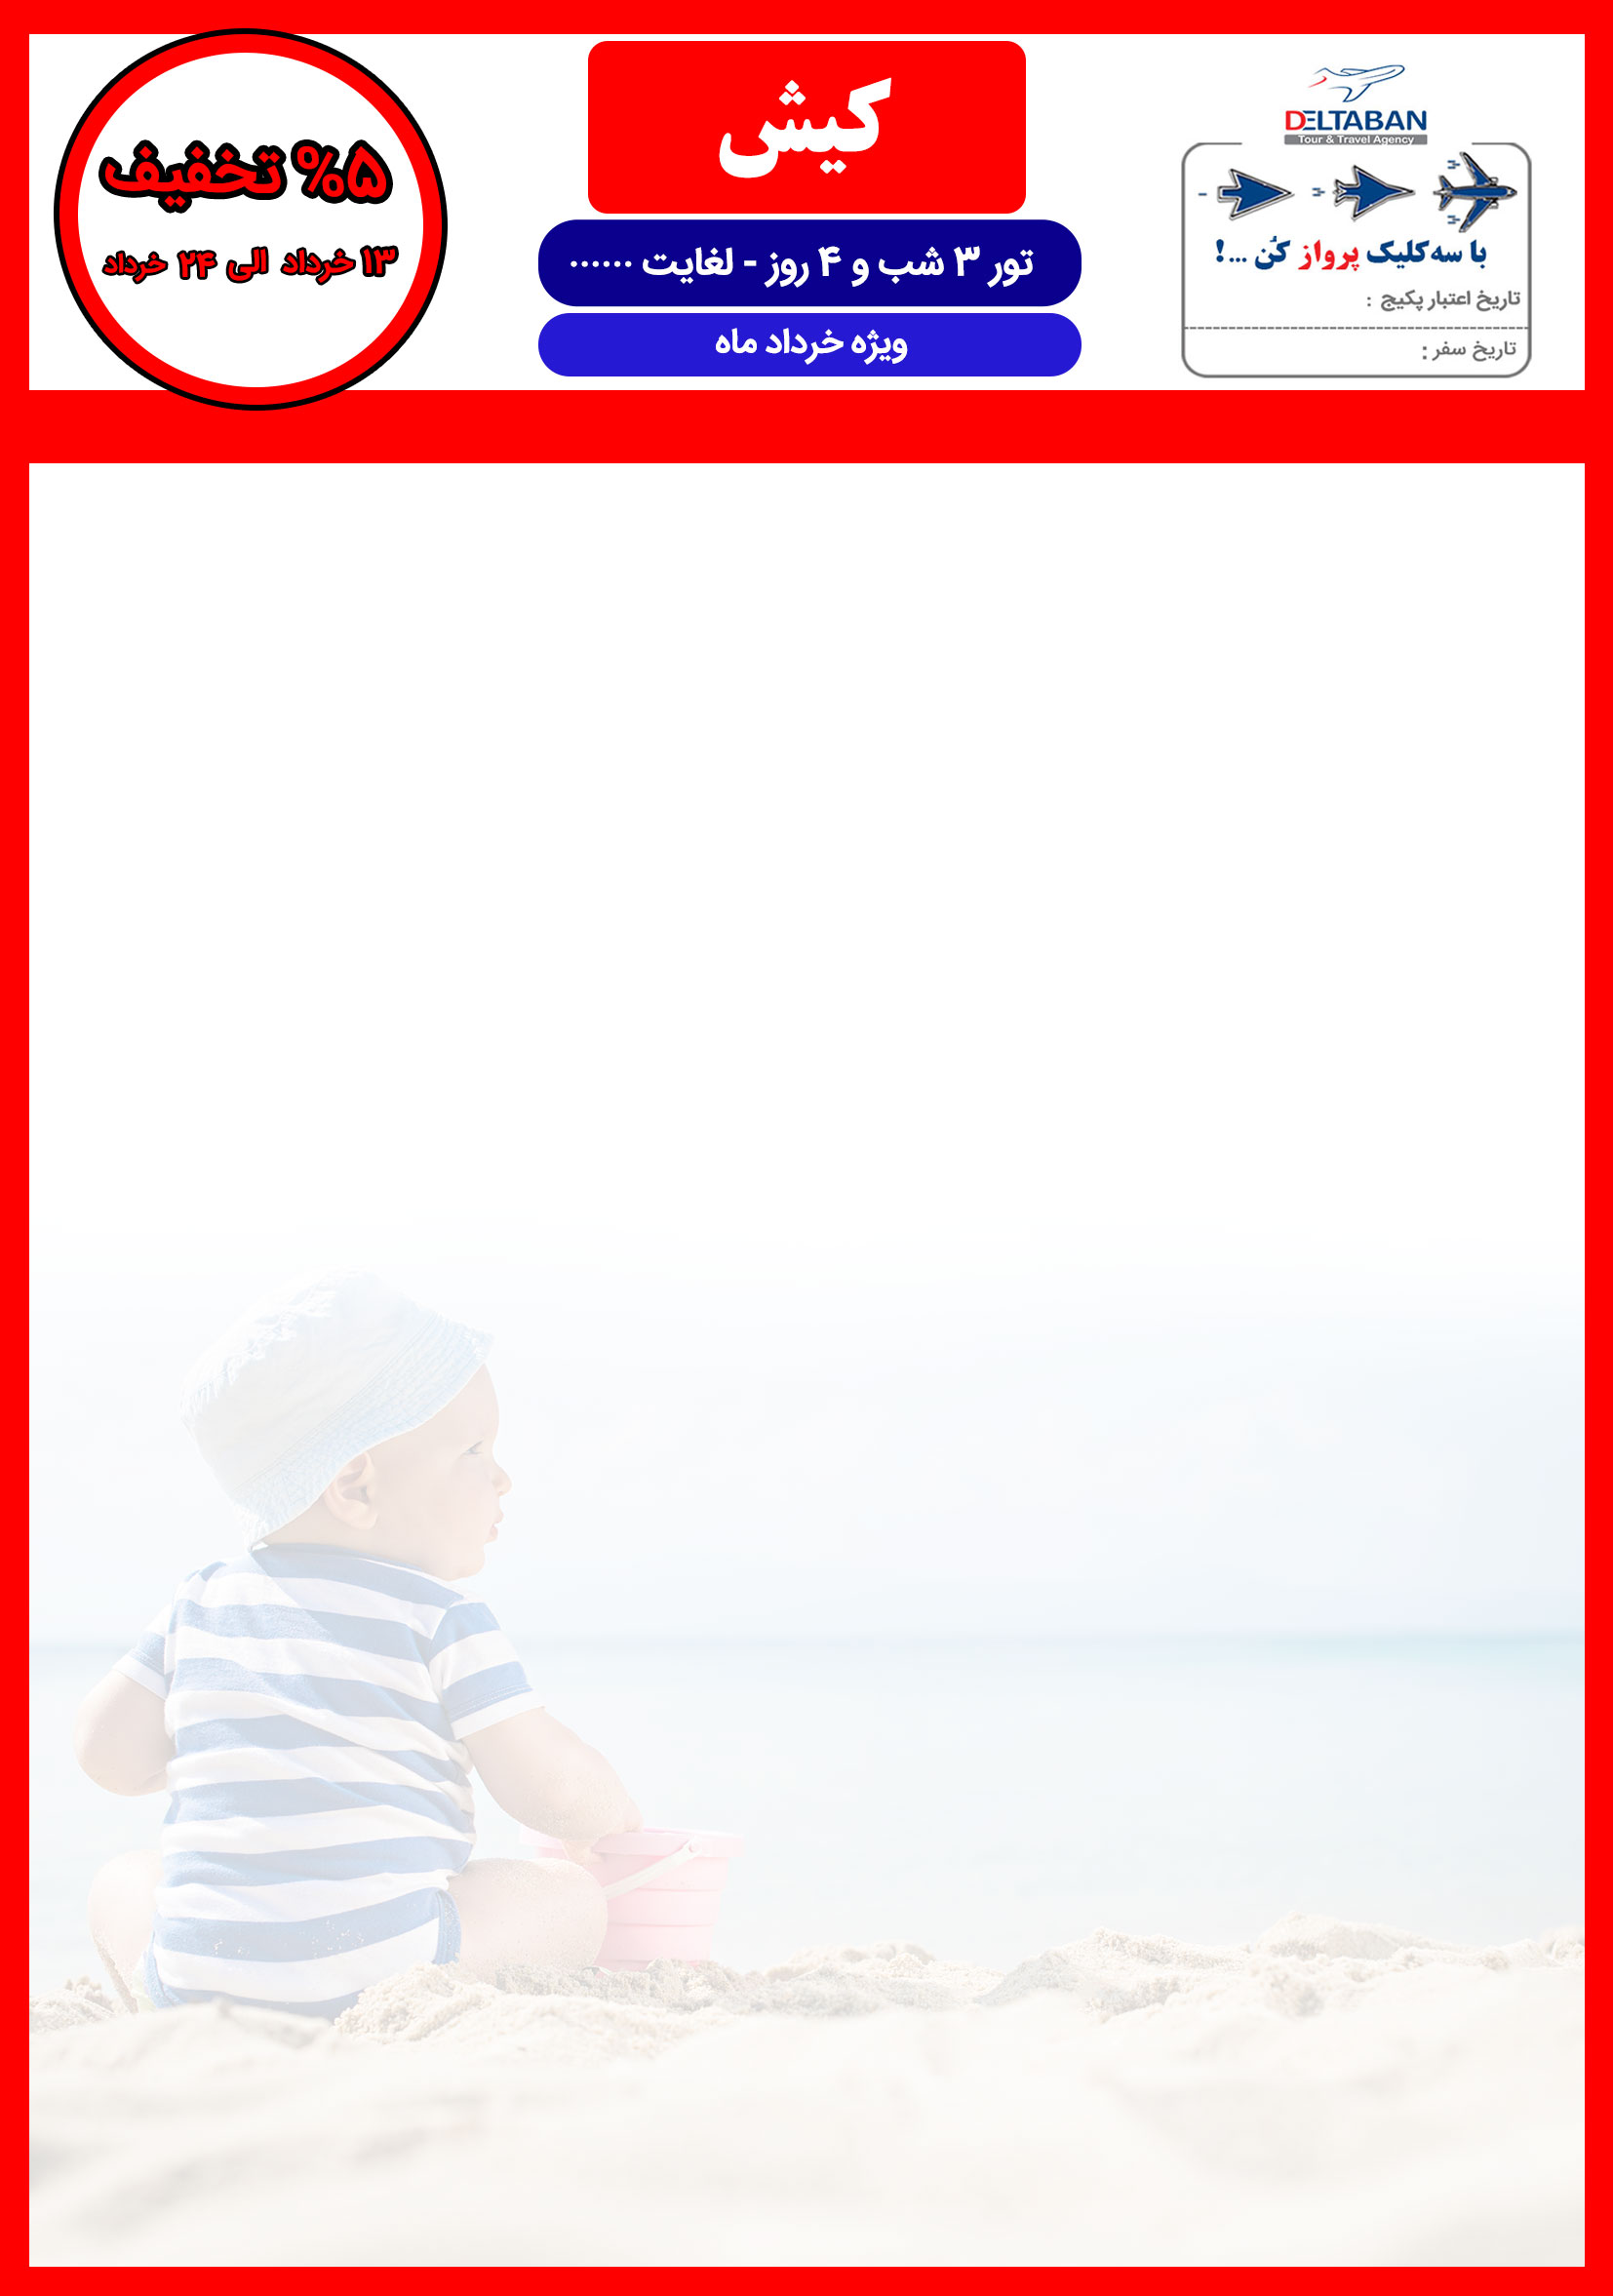 DELTABAN
Tour & Travel Agency
با سه کلیک پرواز کُن ...!
تاریخ اعتبار پکیج :
تاریخ سفر :
کیش
تور ۳ شب و ۴ روز - لغایت ......
ویژه خرداد ماه
۵% تخفیف
۱۳ خرداد الی ۲۴ خرداد